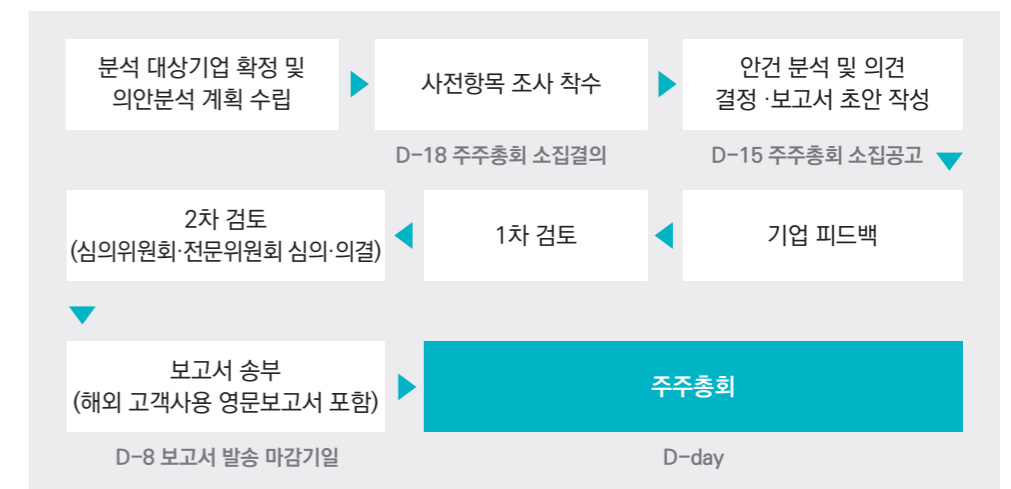 분석 대상기업 확정 및
의안분석 계획 수립
사전항목 조사 착수
안건 분석 및 의견
결정 ·보고서 초안 작성
D-18 주주총회 소집결의
D-15 주주총회 소집공고
기업 피드백
1차 검토
2차 검토
(심의위원회·전문위원회 심의·의결)
보고서 송부
(해외 고객사용 영문보고서 포함)
주주총회
D-8 보고서 발송 마감기일
D-day